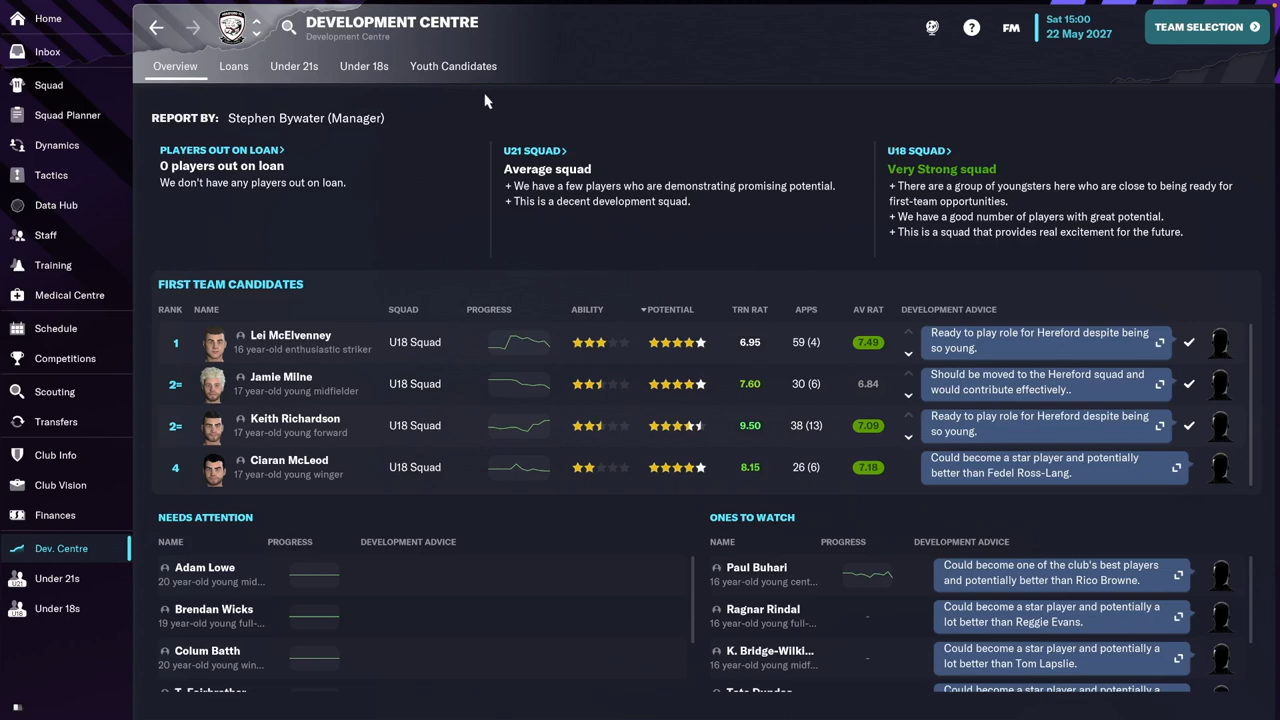 Home
Inbox
Squad
Squad Planner
Dynamics
Tactics
Data Hub
Staff
Training
Medical Centre
Schedule
Competitions
Scouting
Transfers
Club Info
Club Vision
Finances
Dev. Centre
Under 21s
Under 18s
DEVELOPMENT CENTRE
Development Centre
FM
Sat 15:00
22 May 2027
TEAM SELECTION
Overview Loans Under 21s Under 18s Youth Candidates
REPORT BY: Stephen Bywater (Manager)
PLAYERS OUT ON LOAN>
0 players out on loan
We don't have any players out on loan.
U21 SQUAD>
Average squad
+ We have a few players who are demonstrating promising potential.
+ This is a decent development squad.
U18 SQUAD>
Very Strong squad
+ There are a group of youngsters here who are close to being ready for
first-team opportunities.
+ We have a good number of players with great potential.
+ This is a squad that provides real excitement for the future.
FIRST TEAM CANDIDATES
RANK NAME SQUAD PROGRESS ABILITY POTENTIAL TRN RAT APPS AV RAT DEVELOPMENT ADVICE
1 Lei McElvenney U18 Squad 6.95 59 (4) 7.49
16 year-old enthusiastic striker
Ready to play role for Hereford despite being
so young.
2= Jamie Milne U18 Squad 7.60 30 (6) 6.84
17 year-old young midfielder
Should be moved to the Hereford squad and
would contribute effectively..
2= Keith Richardson U18 Squad 9.50 38 (13) 7.09
17 year-old young forward
Ready to play role for Hereford despite being
so young.
4 Ciaran McLeod U18 Squad 8.15 26 (6) 7.18
17 year-old young winger
Could become a star player and potentially
better than Fedel Ross-Lang.
NEEDS ATTENTION
NAME PROGRESS DEVELOPMENT ADVICE
Adam Lowe
20 year-old young mid...
Brendan Wicks
19 year-old young full-...
Colum Batth
20 year-old young win...
ONES TO WATCH
NAME PROGRESS DEVELOPMENT ADVICE
Paul Buhari
16 year-old young cent...
Could become one of the club's best players
and potentially better than Rico Browne.
Ragnar Rindal -
16 year-old young full-...
Could become a star player and potentially a
lot better than Reggie Evans.
K. Bridge-Wilki... -
16 year-old young midf...
Could become a star player and potentially a
lot better than Tom Lapslie.
Could become a star player and potentially a